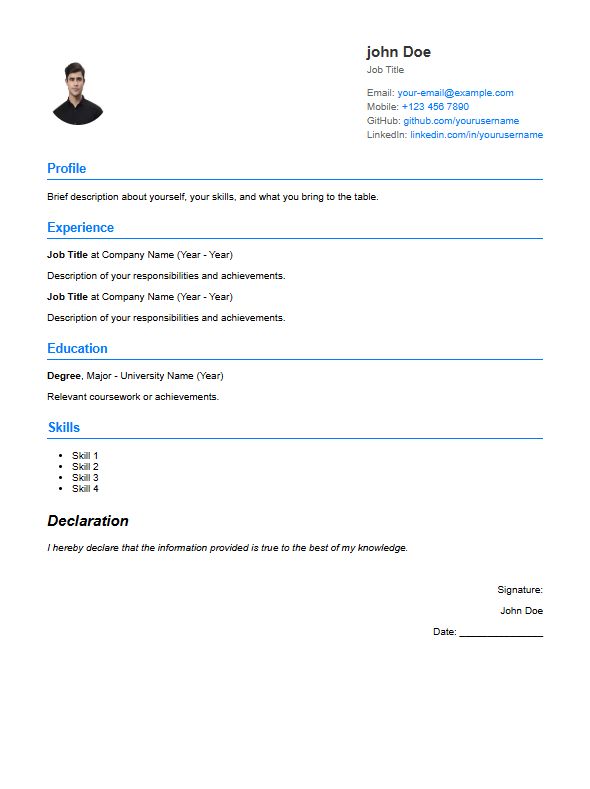 john Doe
Job Title
Email: your-email@example.com
Mobile: +123 456 7890
GitHub: github.com/yourusername
LinkedIn: linkedin.com/in/yourusername
Profile
Brief description about yourself, your skills, and what you bring to the table.
Experience
Job Title at Company Name (Year - Year)
Description of your responsibilities and achievements.
Job Title at Company Name (Year - Year)
Description of your responsibilities and achievements.
Education
Degree, Major - University Name (Year)
Relevant coursework or achievements.
Skills
• Skill 1
• Skill 2
• Skill 3
• Skill 4
Declaration
I hereby declare that the information provided is true to the best of my knowledge.
Signature:
John Doe
Date: _______________